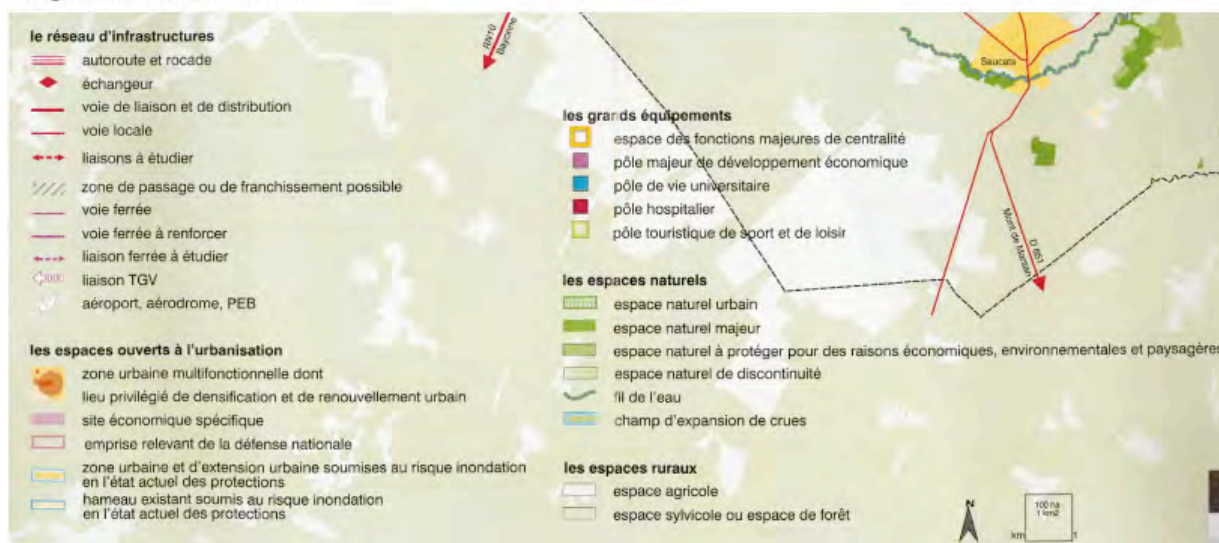 le réseau d'infrastructures
autoroute et rocade
échangeur
voie de liaison et de distribution
voie locale
liaisons à étudier
zone de passage ou de franchissement possible
voie ferrée
voie ferrée à renforcer
liaison ferrée à étudier
liaison TGV
aéroport, aérodrome, PEB
les espaces ouverts à l'urbanisation
zone urbaine multifonctionnelle dont
lieu privilégié de densification et de renouvellement urbain
site économique spécifique
emprise relevant de la défense nationale
zone urbaine et d'extension urbaine soumises au risque inondation
en l'état actuel des protections
hameau existant soumis au risque inondation
en l'état actuel des protections
RN10
Bayonne
les grands équipements
espace des fonctions majeures de centralité
pôle majeur de développement économique
pôle de vie universitaire
pôle hospitalier
pôle touristique de sport et de loisir
les espaces naturels
espace naturel urbain
espace naturel majeur
espace naturel à protéger pour des raisons économiques, environnementales et paysagères
espace naturel de discontinuité
fil de l'eau
champ d'expansion de crues
les espaces ruraux
espace agricole
espace sylvicole ou espace de forêt
Saucats
D 651
Mont de Marsan
100 ha
1 km2
km 1